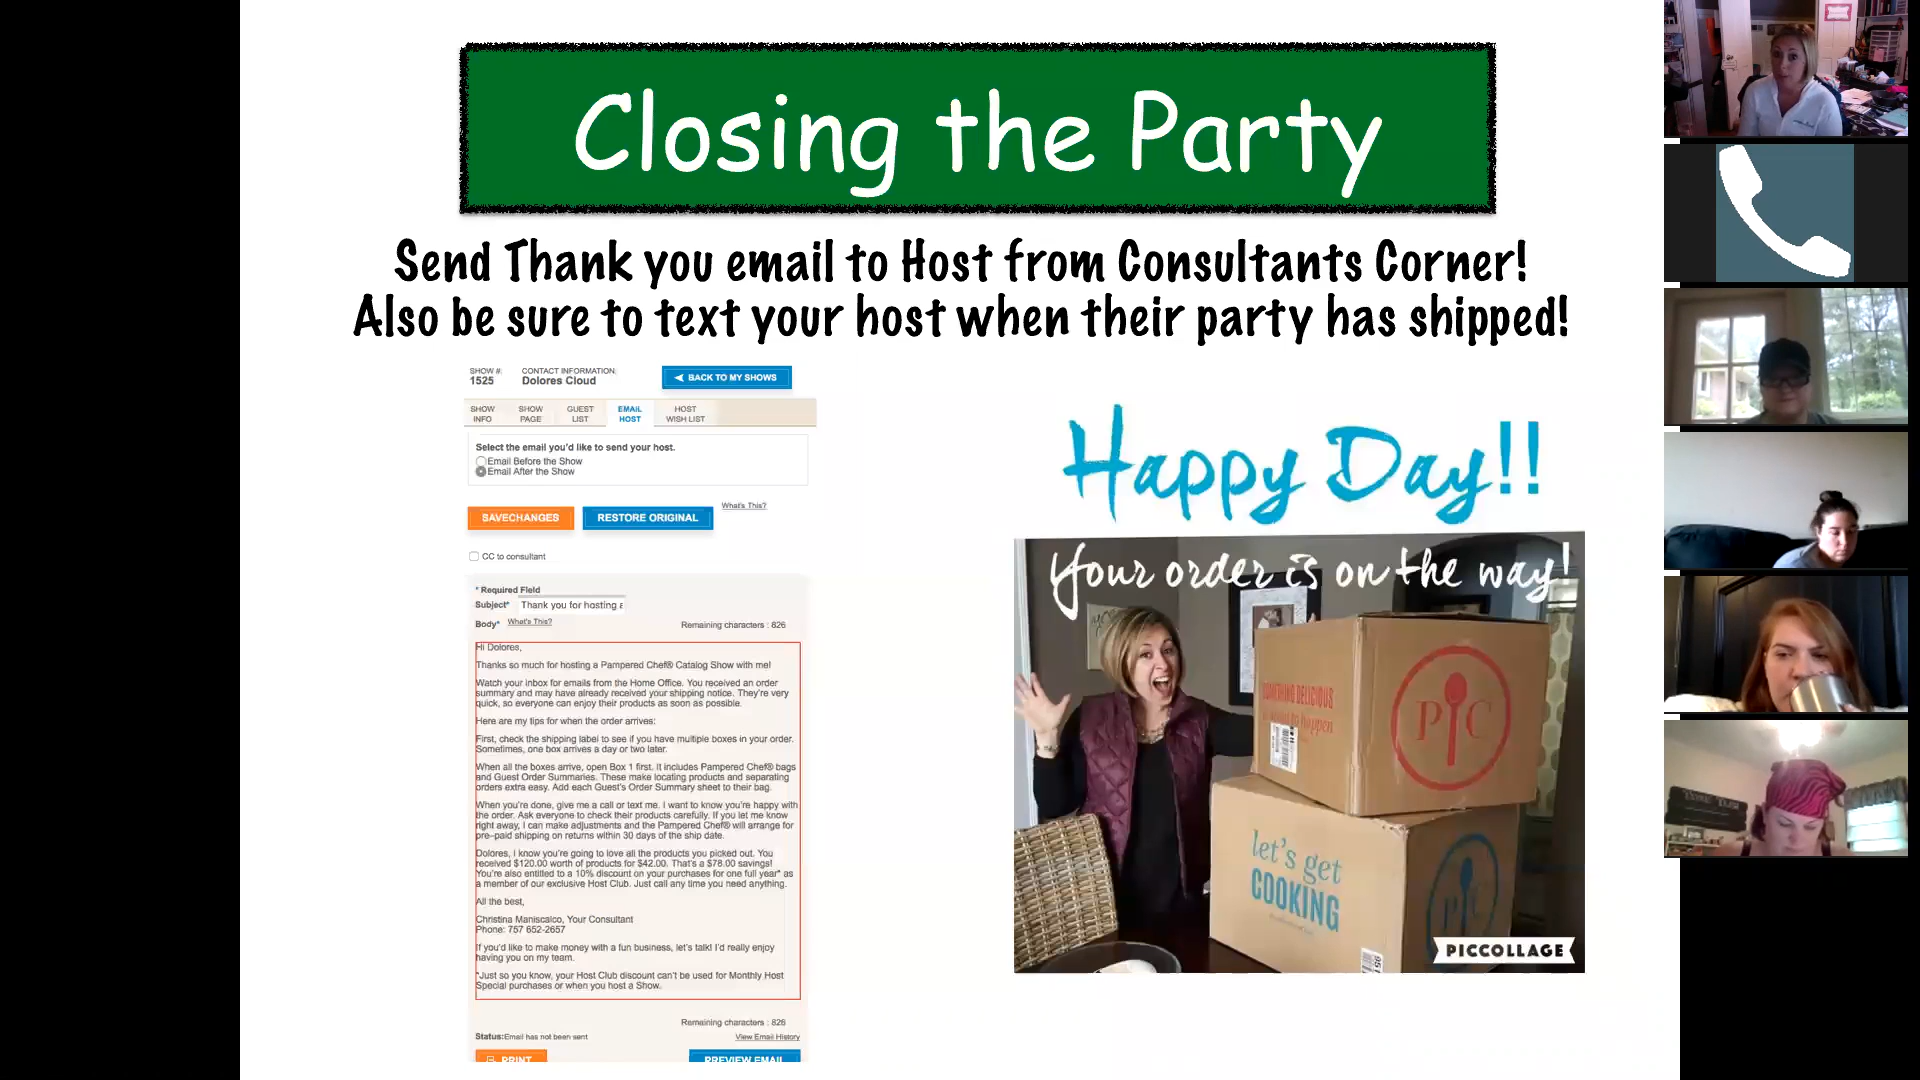 Closing the Party
Send Thank you email to Host from Consultants Corner!
Also be sure to text your host when their party has shipped!
SHOW #:
1525
CONTACT INFORMATION:
Dolores Cloud
BACK TO MY SHOWS
SHOW INFO
SHOW PAGE
GUEST LIST
EMAIL HOST
HOST WISH LIST
Select the email you'd like to send your host.
Email Before the Show
Email After the Show
SAVECHANGES
RESTORE ORIGINAL
What's This?
CC to consultant
* Required Field
Subject* Thank you for hosting a
Body* What's This? Remaining characters : 826
Hi Dolores,
Thanks so much for hosting a Pampered Chef® Catalog Show with me!
Watch your inbox for emails from the Home Office. You received an order
summary and may have already received your shipping notice. They're very
quick, so everyone can enjoy their products as soon as possible.
Here are my tips for when the order arrives:
First, check the shipping label to see if you have multiple boxes in your order.
Sometimes, one box arrives a day or two later.
When all the boxes arrive, open Box 1 first. It includes Pampered Chef® bags
and Guest Order Summaries. These make locating products and separating
orders extra easy. Add each Guest's Order Summary sheet to their bag.
When you're done, give me a call or text me. I want to know you're happy with
the order. Ask everyone to check their products carefully. If you let me know
right away, I can make adjustments and the Pampered Chef® will arrange for
pre-paid shipping on returns within 30 days of the ship date.
Dolores, I know you're going to love all the products you picked out. You
received $120.00 worth of products for $42.00. That's a $78.00 savings!
You're also entitled to a 10% discount on your purchases for one full year* as
a member of our exclusive Host Club. Just call any time you need anything.
All the best,
Christina Maniscalco, Your Consultant
Phone: 757 652-2657
If you'd like to make money with a fun business, let's talk! I'd really enjoy
having you on my team.
*Just so you know, your Host Club discount can't be used for Monthly Host
Special purchases or when you host a Show.
Remaining characters : 826
Status:Email has not been sent
View Email History
PRINT
PREVIEW EMAIL
Happy Day!!
Your order is on the way!
SOMETHING DELICIOUS
is about to happen
P C
let's get
COOKING
PICCOLLAGE